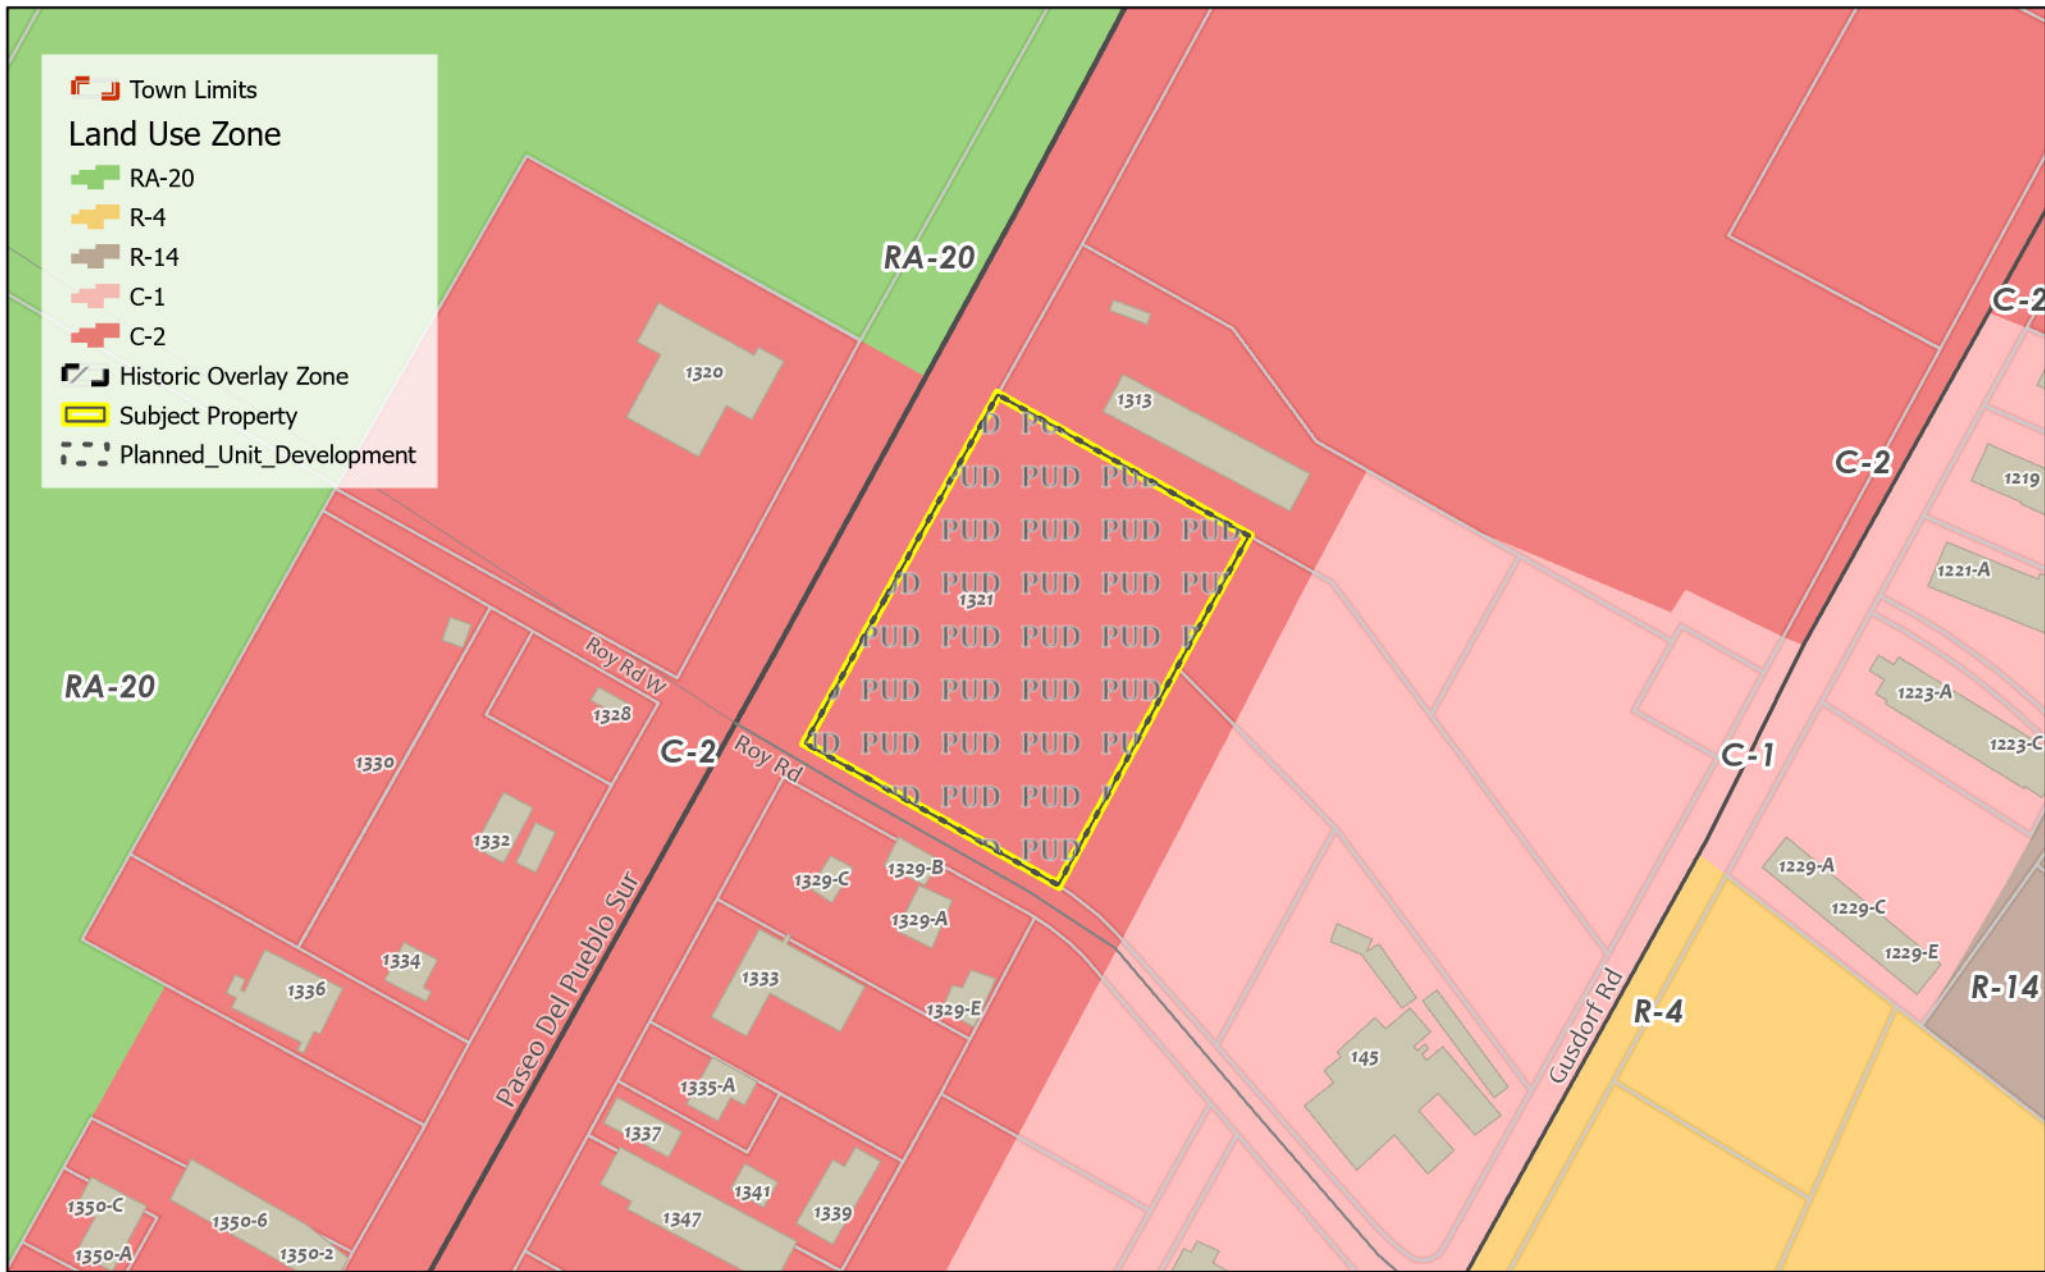 Town Limits
Land Use Zone
RA-20
R-4
R-14
C-1
C-2
Historic Overlay Zone
Subject Property
Planned_Unit_Development
RA-20
C-2
1320
1313
C-2
1219
PUD PUD
PUD PUD PUD
PUD
1221-A
1321
PUD PUD PUD
Roy Rd W
RA-20
PUD PUD PUD PUD
1223-A
1328
1223-C
C-2
Roy Rd
PUD PUD PUD
C-1
1330
PUD PUD
1332
PUD
1329-C
1329-B
1329-A
1229-A
1229-C
1229-E
1334
1336
1333
1329-E
Paseo Del Pueblo Sur
Gusdorf Rd
R-4
R-14
145
1335-A
1337
1341
1339
1347
1350-C
1350-6
1350-A
1350-2